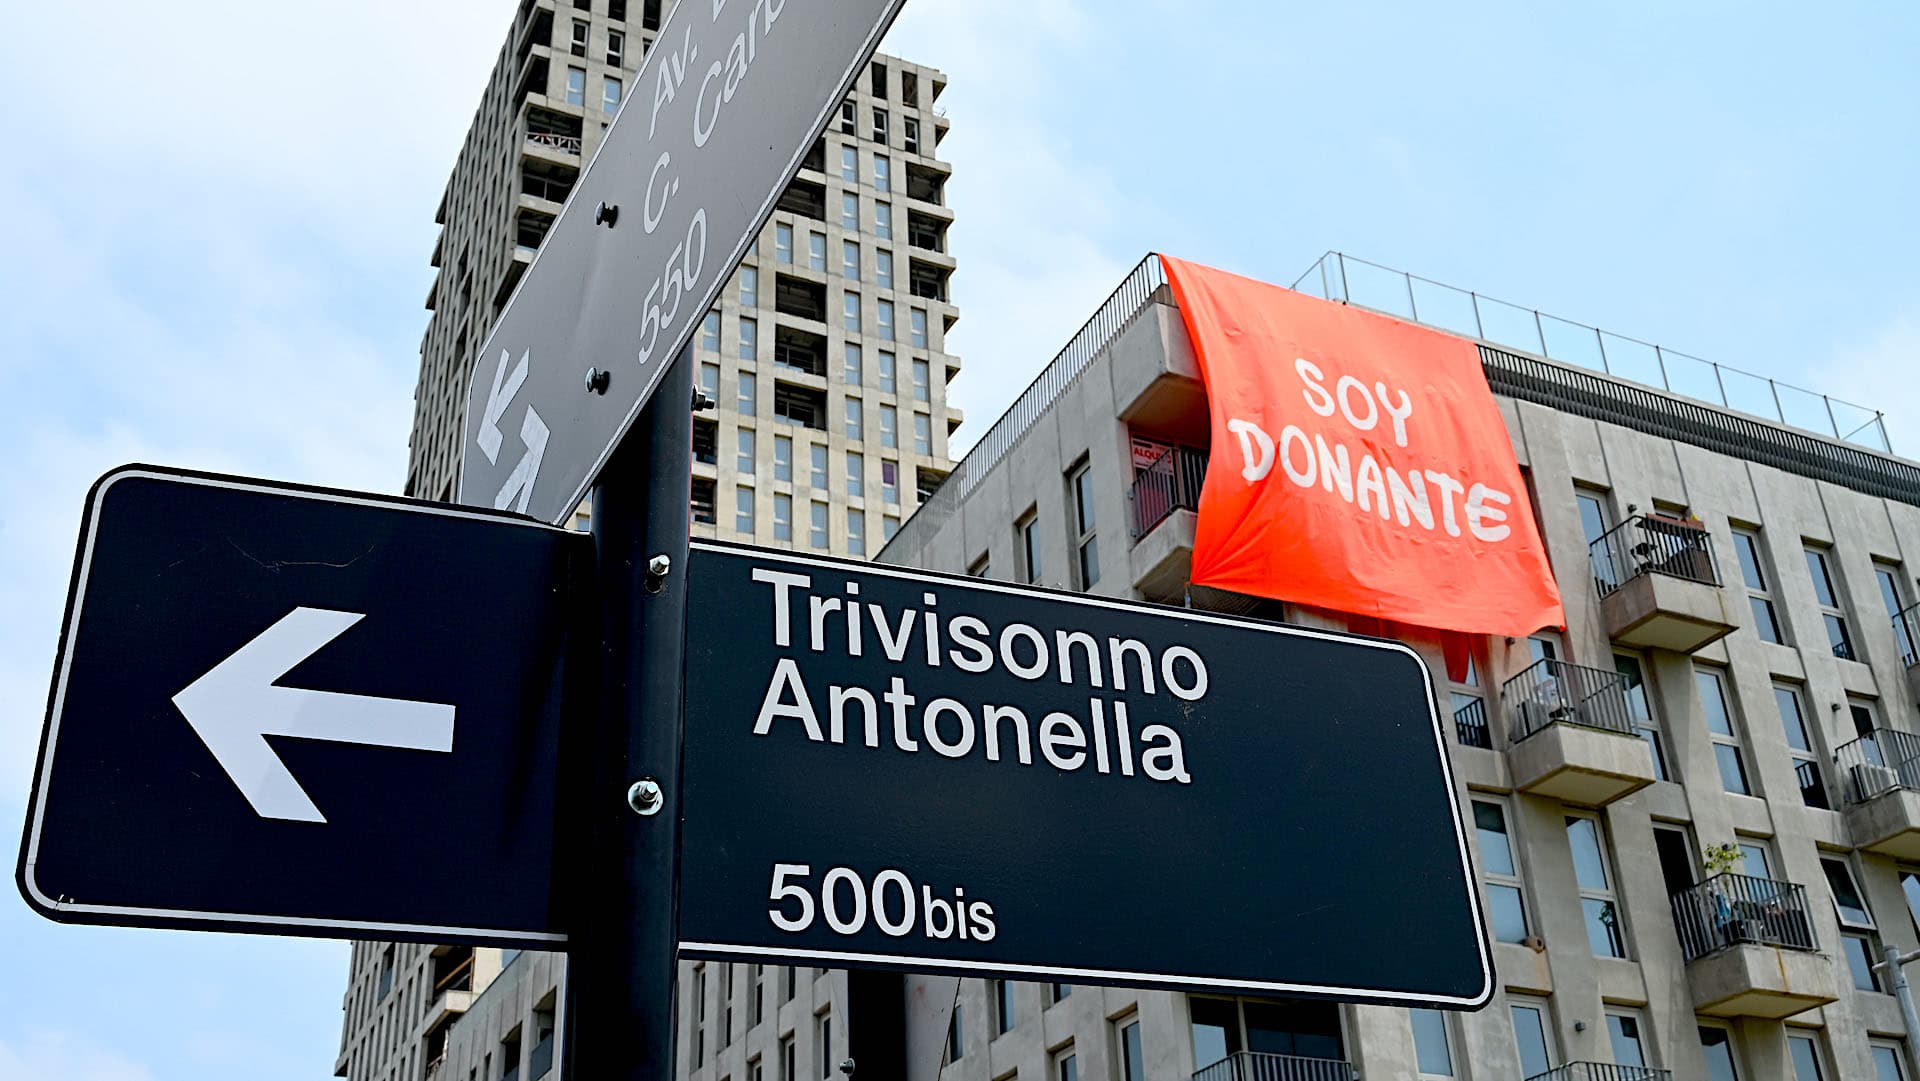 Av.
C.
550
SOY
DONANTE
Trivisonno
Antonella
500bis